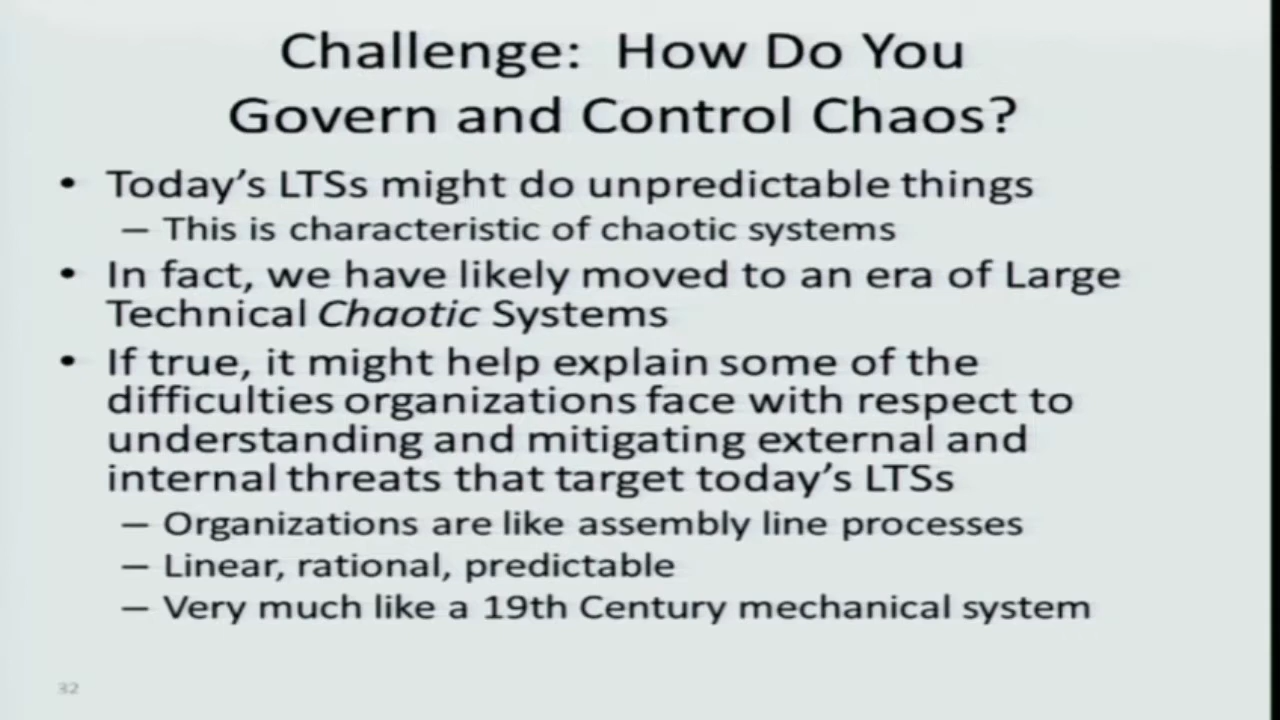 Challenge: How Do You
Govern and Control Chaos?
• Today's LTSs might do unpredictable things
– This is characteristic of chaotic systems
• In fact, we have likely moved to an era of Large
Technical Chaotic Systems
• If true, it might help explain some of the
difficulties organizations face with respect to
understanding and mitigating external and
internal threats that target today's LTSs
– Organizations are like assembly line processes
– Linear, rational, predictable
– Very much like a 19th Century mechanical system
32